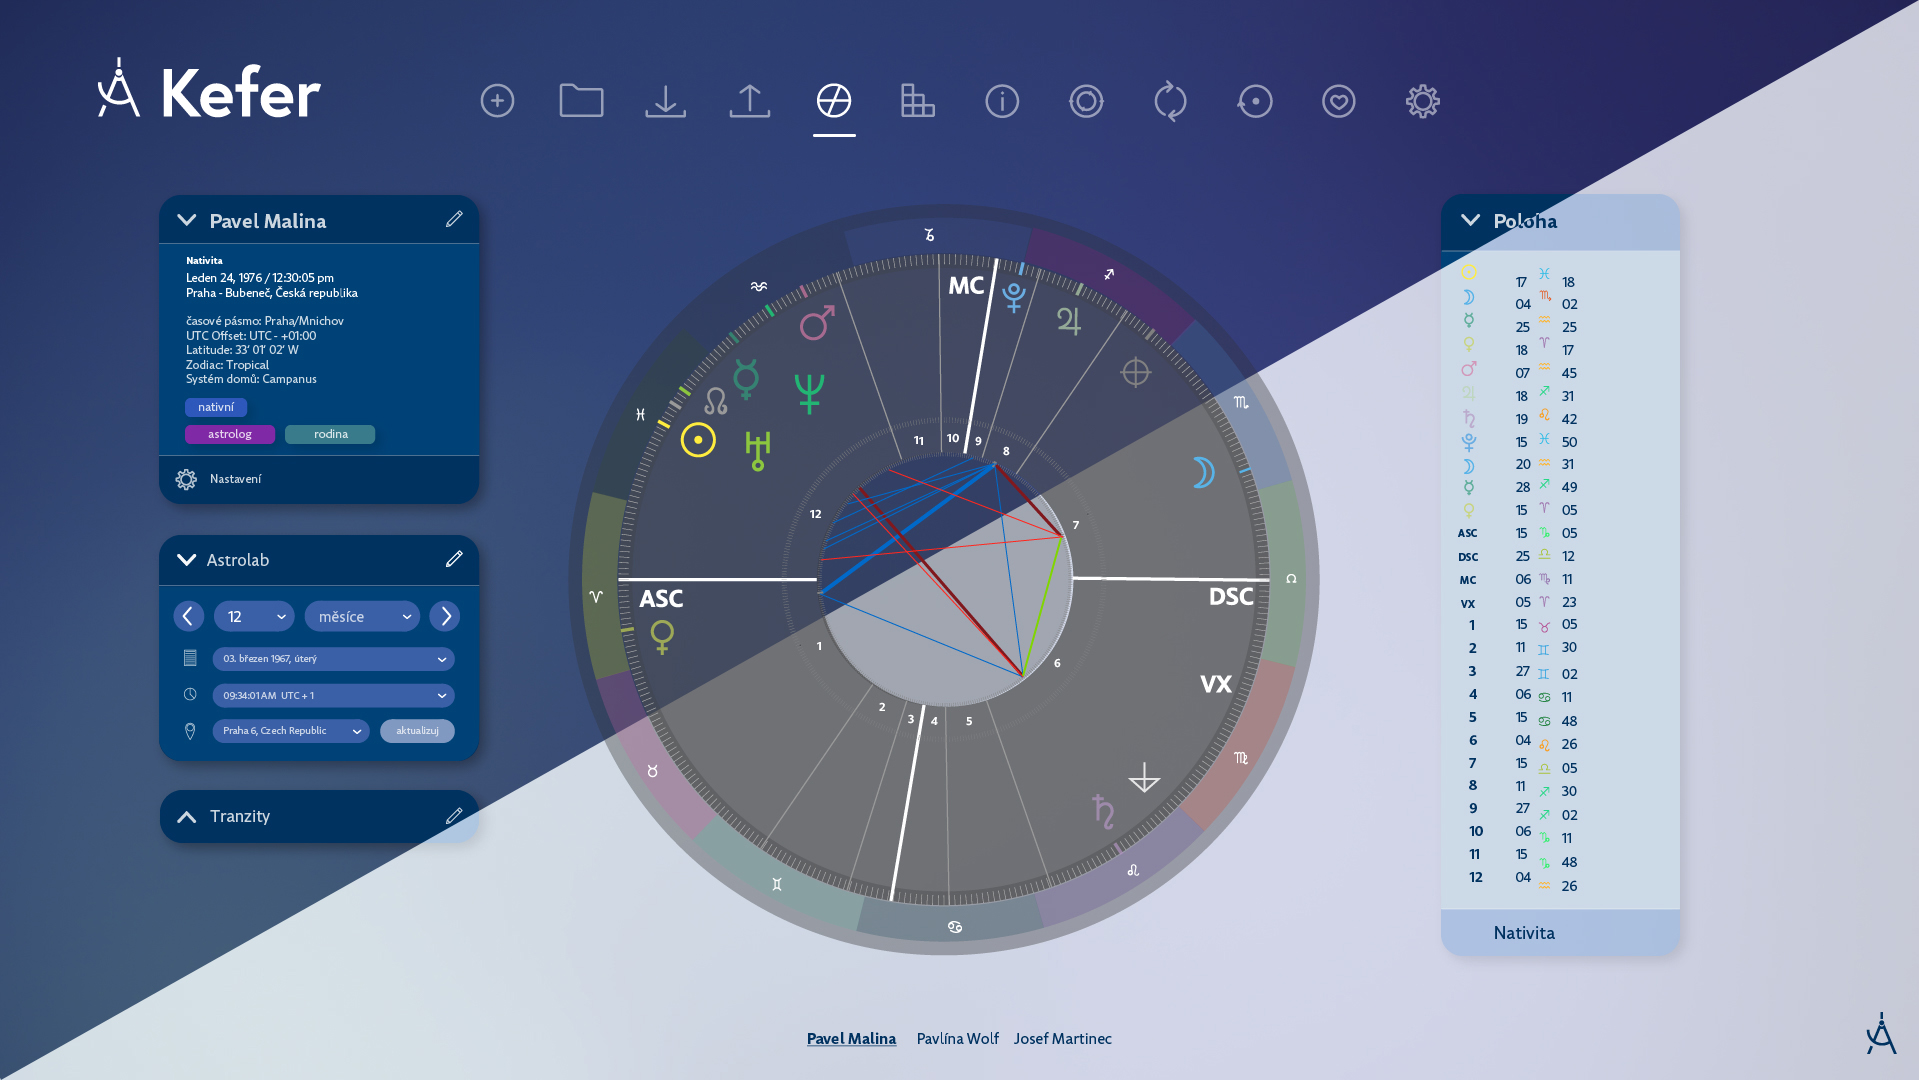 Kefer
Pavel Malina
Nativita
Leden 24, 1976 / 12:30:05 pm
Praha - Bubeneč, Česká republika
časové pásmo: Praha/Mnichov
UTC Offset: UTC - +01:00
Latitude: 33° 01' 02" W
Zodiac: Tropical
Systém domů: Campanus
nativní
astrolog
rodina
Nastavení
Astrolab
12
měsíce
03. březen 1967, úterý
09:34:01 AM UTC + 1
Praha 6, Czech Republic
aktualizuj
Tranzity
♑
♐
♒
♏
♓
♈
☊
♉
♍
♊
♌
♋
MC
ASC
DSC
VX
11
10
9
8
12
7
1
6
2
3
4
5
Poloha
☉ 17 ♓ 18
☽ 04 ♏ 02
☿ 25 ♒ 25
♀ 18 ♈ 17
♂ 07 ♒ 45
♃ 18 ♐ 31
♄ 19 ♌ 42
♇ 15 ♓ 50
☽ 20 ♒ 31
☿ 28 ♐ 49
♀ 15 ♈ 05
ASC 15 ♑ 05
DSC 25 ♎ 12
MC 06 ♍ 11
VX 05 ♈ 23
1 15 ♉ 05
2 11 ♊ 30
3 27 ♊ 02
4 06 ♋ 11
5 15 ♋ 48
6 04 ♌ 26
7 15 ♎ 05
8 11 ♐ 30
9 27 ♐ 02
10 06 ♑ 11
11 15 ♑ 48
12 04 ♒ 26
Nativita
Pavel Malina
Pavlína Wolf
Josef Martinec